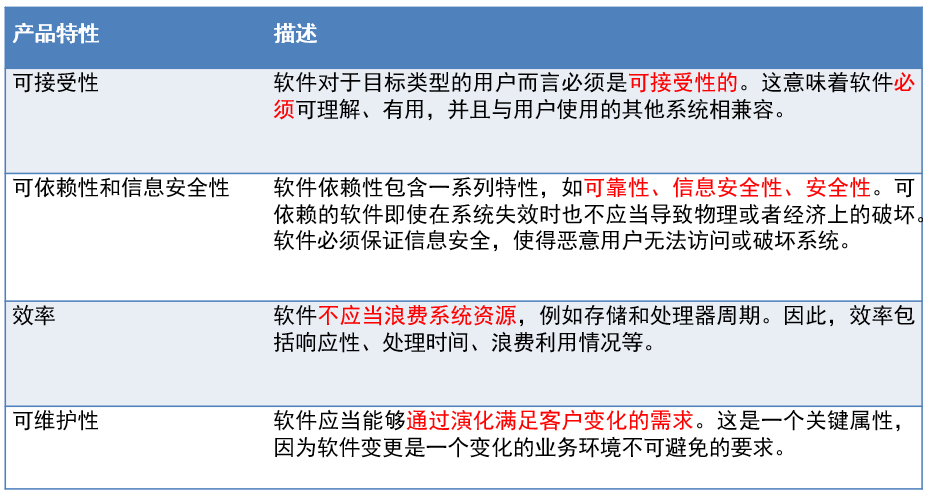 产品特性 描述
可接受性 软件对于目标类型的用户而言必须是可接受性的。这意味着软件必
须可理解、有用，并且与用户使用的其他系统相兼容。
可依赖性和信息安全性 软件依赖性包含一系列特性，如可靠性、信息安全性、安全性。可
依赖的软件即使在系统失效时也不应当导致物理或者经济上的破坏。
软件必须保证信息安全，使得恶意用户无法访问或破坏系统。
效率 软件不应当浪费系统资源，例如存储和处理器周期。因此，效率包
括响应性、处理时间、浪费利用情况等。
可维护性 软件应当能够通过演化满足客户变化的需求。这是一个关键属性，
因为软件变更是一个变化的业务环境不可避免的要求。